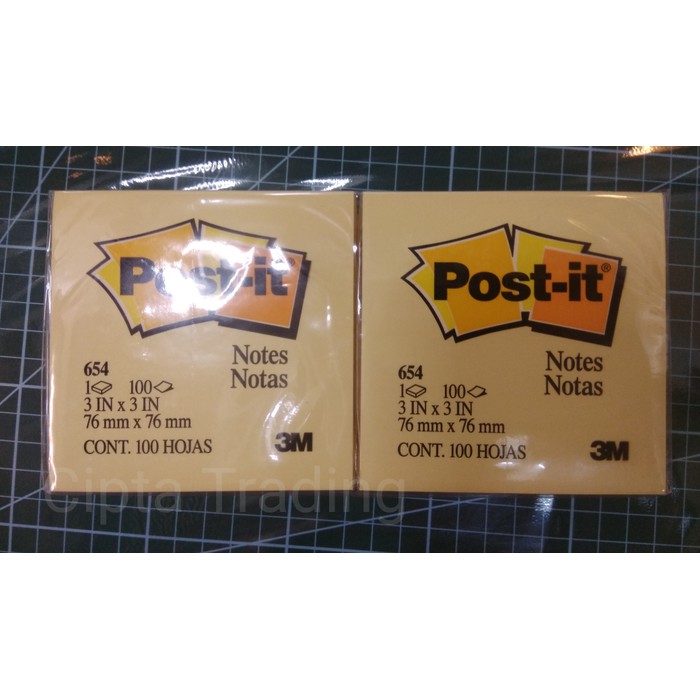 Cipta Trading
Post-it
Notes
Notas
654
1 100
3 IN x 3 IN
76 mm x 76 mm
CONT. 100 HOJAS
3M
Post-it®
Notes
Notas
654
1 100
3 IN x 3 IN
76 mm x 76 mm
CONT. 100 HOJAS
3M
Cipta Trading